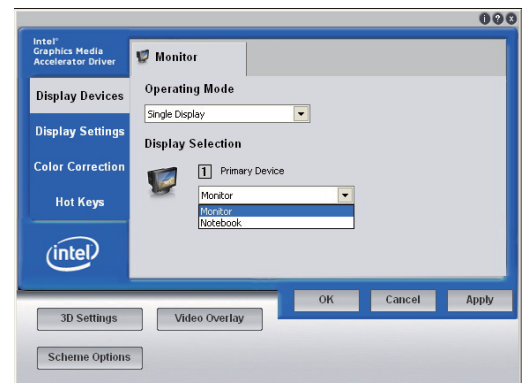 Intel®
Graphics Media
Accelerator Driver
Monitor
Display Devices
Display Settings
Color Correction
Hot Keys
intel
Operating Mode
Single Display
Display Selection
1 Primary Device
Monitor
Monitor
Notebook
OK Cancel Apply
3D Settings Video Overlay
Scheme Options